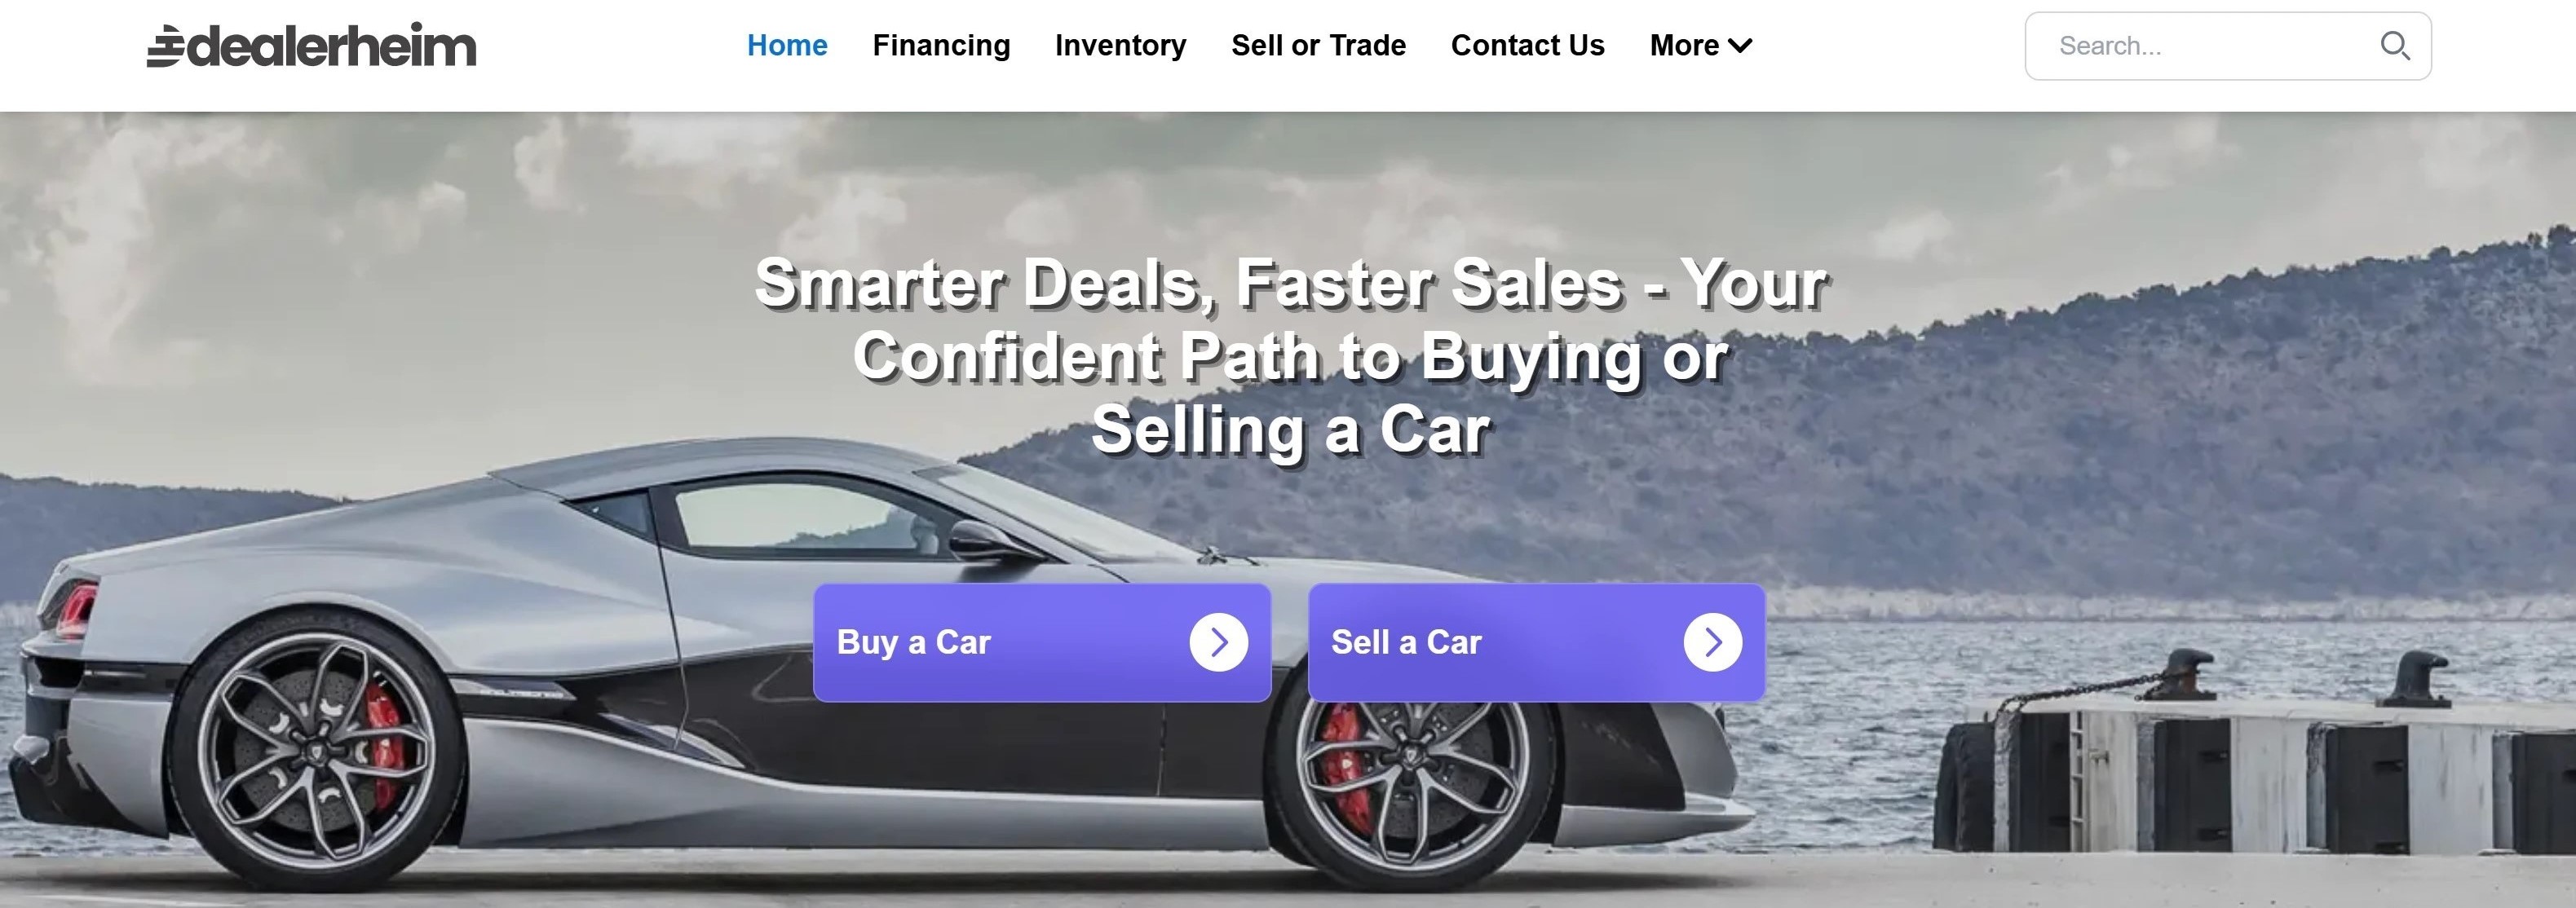 dealerheim
Home Financing Inventory Sell or Trade Contact Us More
Search...
Smarter Deals, Faster Sales - Your
Confident Path to Buying or
Selling a Car
Buy a Car
Sell a Car